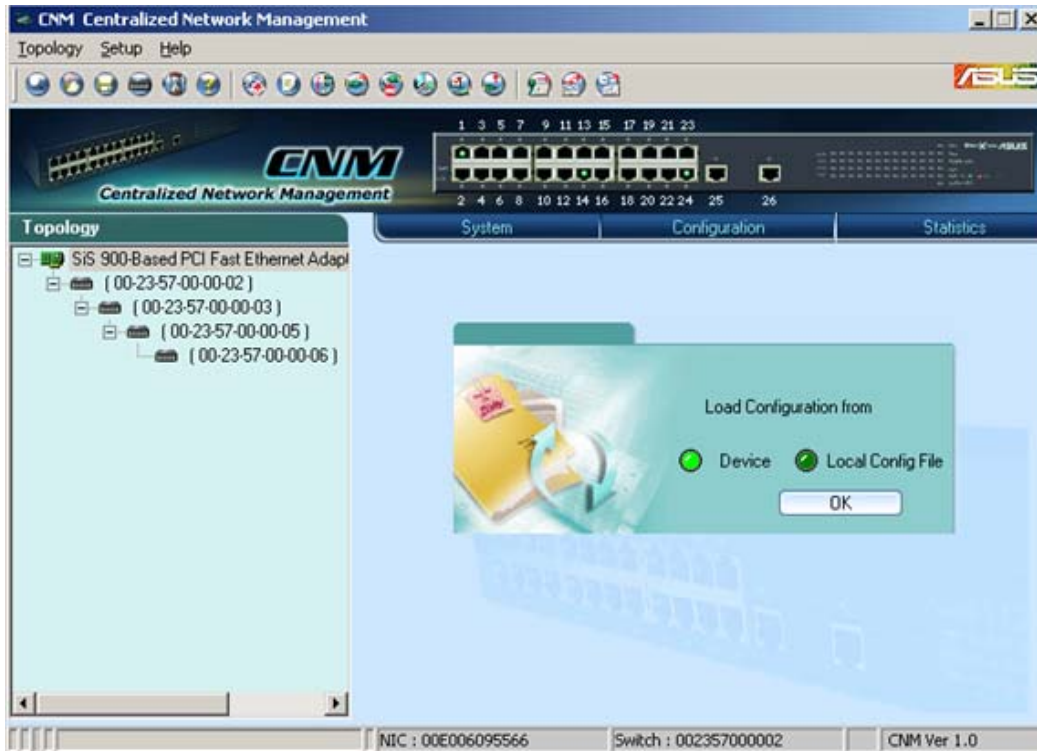 CNM Centralized Network Management
Topology Setup Help
ASUS
CNM
Centralized Network Management
1 3 5 7 9 11 13 15 17 19 21 23
2 4 6 8 10 12 14 16 18 20 22 24 25 26
Topology
System Configuration Statistics
SiS 900-Based PCI Fast Ethernet Adapt
( 00-23-57-00-00-02 )
( 00-23-57-00-00-03 )
( 00-23-57-00-00-05 )
( 00-23-57-00-00-06 )
Load Configuration from
Device Local Config File
OK
NIC : 00E006095566 Switch : 002357000002 CNM Ver 1.0